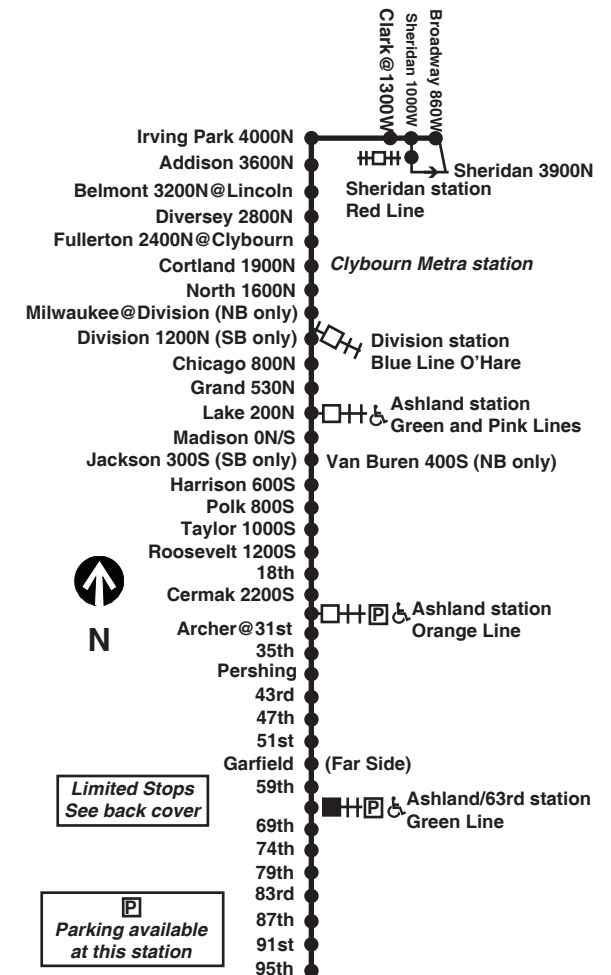 Clark@1300W
Sheridan 1000W
Broadway 860W
Irving Park 4000N
Addison 3600N
Sheridan 3900N
Sheridan station
Red Line
Belmont 3200N@Lincoln
Diversey 2800N
Fullerton 2400N@Clybourn
Cortland 1900N
Clybourn Metra station
North 1600N
Milwaukee@Division (NB only)
Division 1200N (SB only)
Division station
Blue Line O'Hare
Chicago 800N
Grand 530N
Lake 200N
Ashland station
Green and Pink Lines
Madison 0N/S
Jackson 300S (SB only)
Van Buren 400S (NB only)
Harrison 600S
Polk 800S
Taylor 1000S
Roosevelt 1200S
18th
Cermak 2200S
N
P
Ashland station
Orange Line
Archer@31st
35th
Pershing
43rd
47th
51st
Garfield
(Far Side)
59th
Limited Stops
See back cover
P
Ashland/63rd station
Green Line
69th
74th
79th
83rd
87th
91st
95th
P
Parking available
at this station